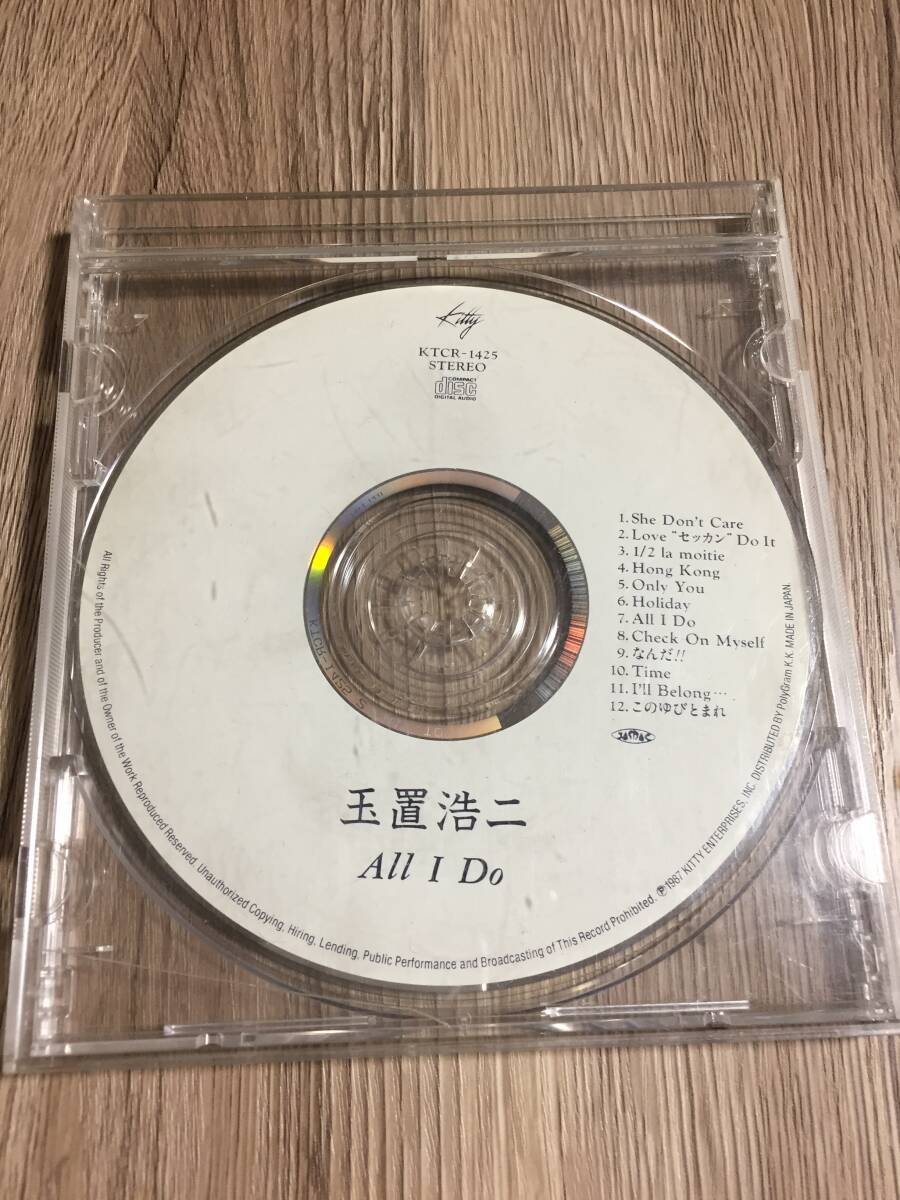 Kitty
KTCR-1425
STEREO
COMPACT
disc
DIGITAL AUDIO
1. She Don't Care
2. Love "セッカン" Do It
3. 1/2 la moitie
4. Hong Kong
5. Only You
6. Holiday
7. All I Do
8. Check On Myself
9. なんだ!!
10. Time
11. I'll Belong…
12. このゆびとまれ
JASRAC
玉置浩二
All I Do
All Rights of the Producer and of the Owner of the Work Reproduced Reserved. Unauthorized Copying, Hiring, Lending, Public Performance and Broadcasting of This Record Prohibited. ℗ 1987 KITTY ENTERPRISES, INC. DISTRIBUTED BY PolyGram K.K. MADE IN JAPAN.